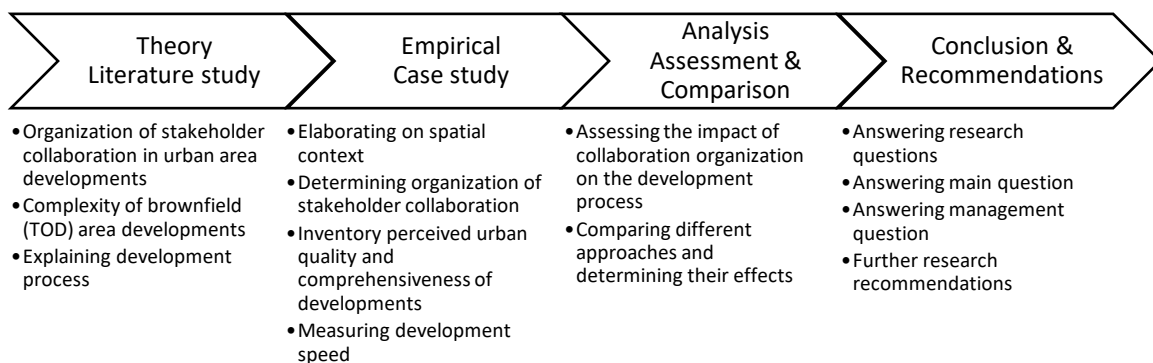 Theory
Literature study
Empirical
Case study
Analysis
Assessment &
Comparison
Conclusion &
Recommendations
•Organization of stakeholder
collaboration in urban area
developments
•Complexity of brownfield
(TOD) area developments
•Explaining development
process
•Elaborating on spatial
context
•Determining organization of
stakeholder collaboration
•Inventory perceived urban
quality and
comprehensiveness of
developments
•Measuring development
speed
•Assessing the impact of
collaboration organization
on the development
process
•Comparing different
approaches and
determining their effects
•Answering research
questions
•Answering main question
•Answering management
question
•Further research
recommendations